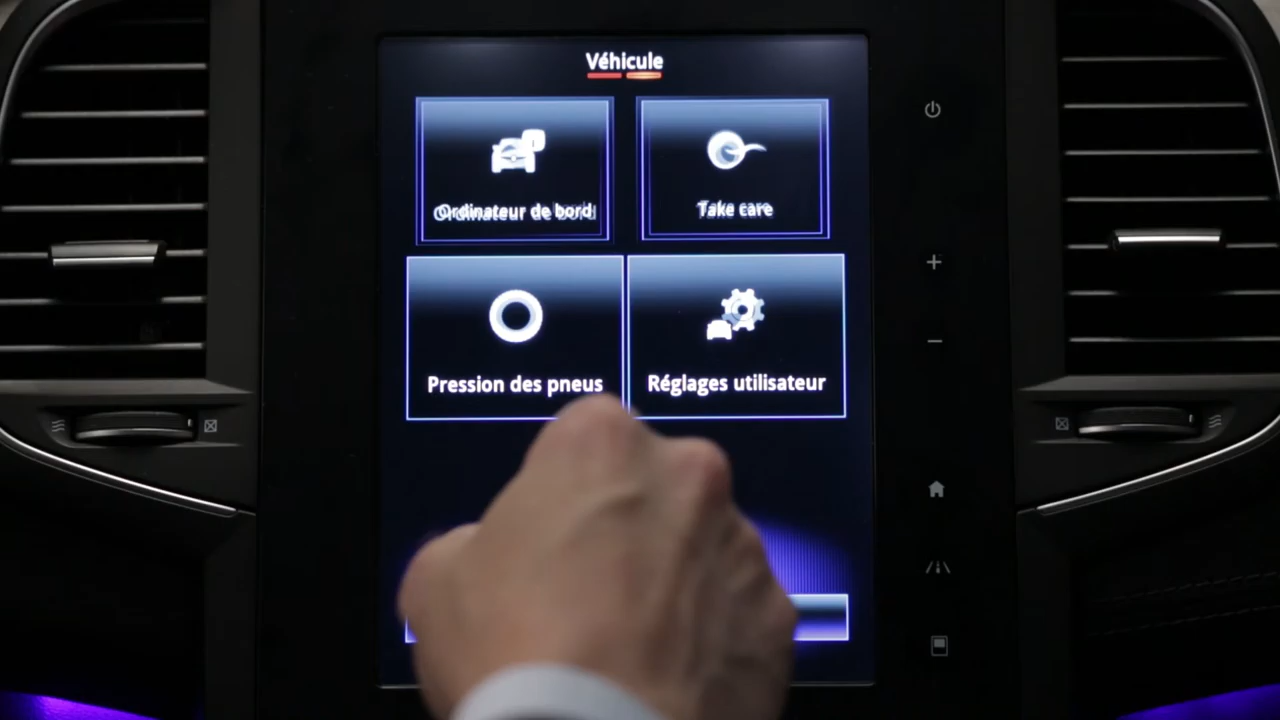 Véhicule
Ordinateur de bord
Take care
Pression des pneus
Réglages utilisateur